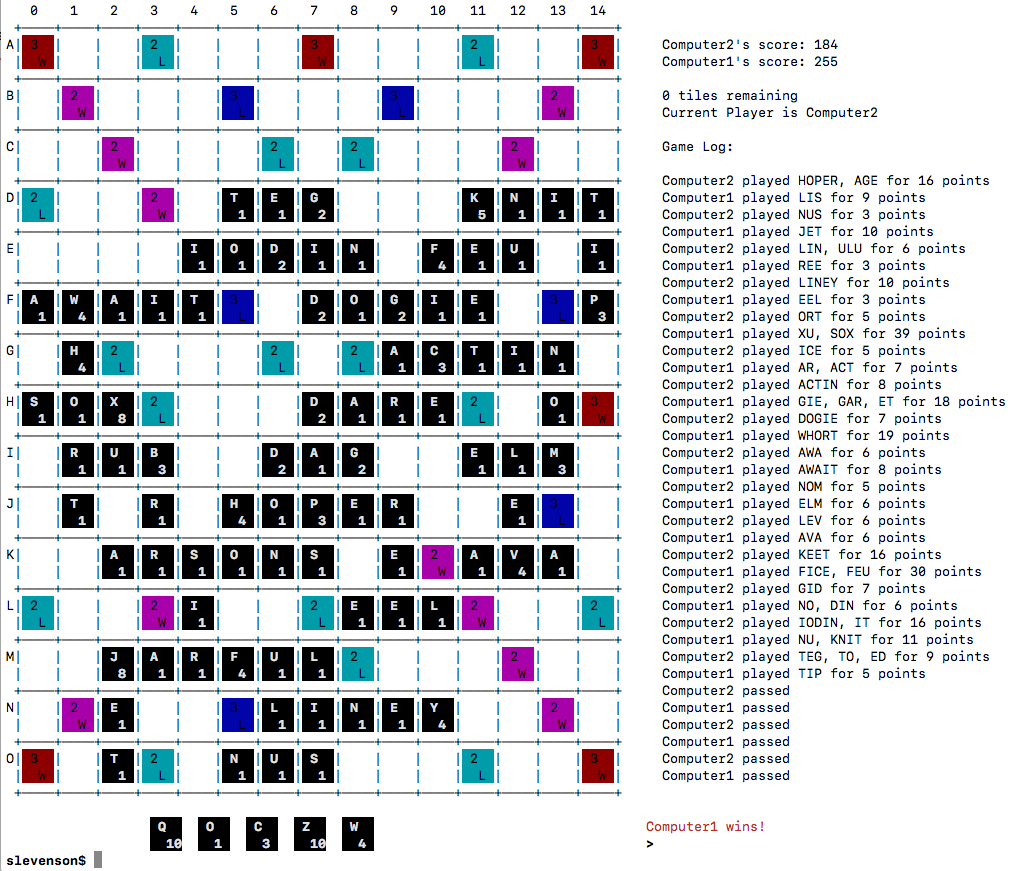 0 1 2 3 4 5 6 7 8 9 10 11 12 13 14
A 3 2 3 2 3
W L W L W
B 2 3 3 2
W L L W
C 2 2 2 2
W L L W
D 2 2 T E G K N I T
L W 1 1 2 5 1 1 1
E I O D I N F E U I
1 1 2 1 1 4 1 1 1
F A W A I T 3 D O G I E 3 P
1 4 1 1 1 L 2 1 2 1 1 L 3
G H 2 2 2 A C T I N
4 L L L 1 3 1 1 1
H S O X 2 D A R E 2 O 3
1 1 8 L 2 1 1 1 L 1 W
I R U B D A G E L M
1 1 3 2 1 2 1 1 3
J T R H O P E R E 3
1 1 4 1 3 1 1 1 L
K A R S O N S E 2 A V A
1 1 1 1 1 1 1 W 1 4 1
L 2 2 I 2 E E L 2 2
L W 1 L 1 1 1 W L
M J A R F U L 2 2
8 1 1 4 1 1 L W
N 2 E 3 L I N E Y 2
W 1 L 1 1 1 1 4 W
O 3 T 2 N U S 2 3
W 1 L 1 1 1 L W
Q O C Z W
10 1 3 10 4
slevenson$
Computer2's score: 184
Computer1's score: 255
0 tiles remaining
Current Player is Computer2
Game Log:
Computer2 played HOPER, AGE for 16 points
Computer1 played LIS for 9 points
Computer2 played NUS for 3 points
Computer1 played JET for 10 points
Computer2 played LIN, ULU for 6 points
Computer1 played REE for 3 points
Computer2 played LINEY for 10 points
Computer1 played EEL for 3 points
Computer2 played ORT for 5 points
Computer1 played XU, SOX for 39 points
Computer2 played ICE for 5 points
Computer1 played AR, ACT for 7 points
Computer2 played ACTIN for 8 points
Computer1 played GIE, GAR, ET for 18 points
Computer2 played DOGIE for 7 points
Computer1 played WHORT for 19 points
Computer2 played AWA for 6 points
Computer1 played AWAIT for 8 points
Computer2 played NOM for 5 points
Computer1 played ELM for 6 points
Computer2 played LEV for 6 points
Computer1 played AVA for 6 points
Computer2 played KEET for 16 points
Computer1 played FICE, FEU for 30 points
Computer2 played GID for 7 points
Computer1 played NO, DIN for 6 points
Computer2 played IODIN, IT for 16 points
Computer1 played NU, KNIT for 11 points
Computer2 played TEG, TO, ED for 9 points
Computer1 played TIP for 5 points
Computer2 passed
Computer1 passed
Computer2 passed
Computer1 passed
Computer2 passed
Computer1 passed
Computer1 wins!
>